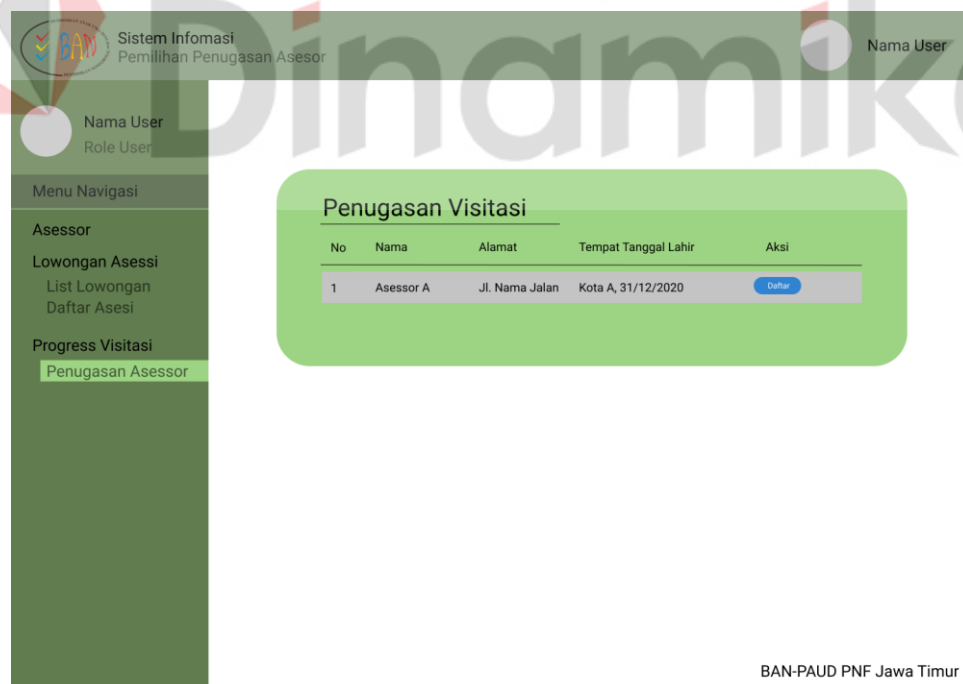 Dinamika
BAN
Sistem Infomasi
Pemilihan Penugasan Asesor
Nama User
Nama User
Role User
Menu Navigasi
Asessor
Lowongan Asessi
List Lowongan
Daftar Asesi
Progress Visitasi
Penugasan Asessor
Penugasan Visitasi
No Nama Alamat Tempat Tanggal Lahir Aksi
1 Asessor A Jl. Nama Jalan Kota A, 31/12/2020 Daftar
BAN-PAUD PNF Jawa Timur